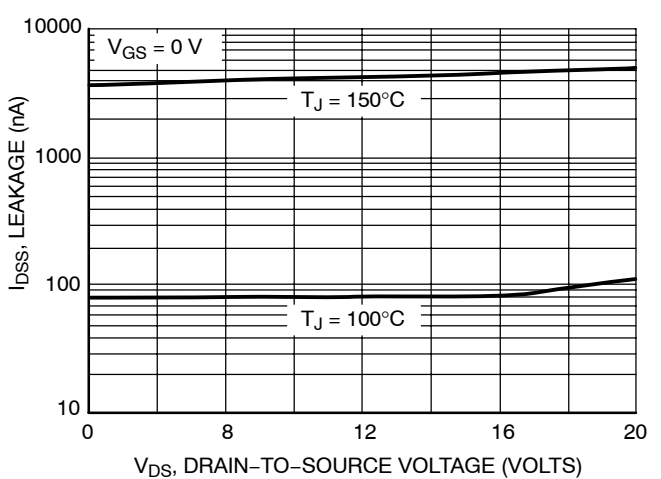 10000
V_GS = 0 V
T_J = 150°C
1000
I_DSS, LEAKAGE (nA)
100
T_J = 100°C
10
0 8 12 16 20
V_DS, DRAIN−TO−SOURCE VOLTAGE (VOLTS)